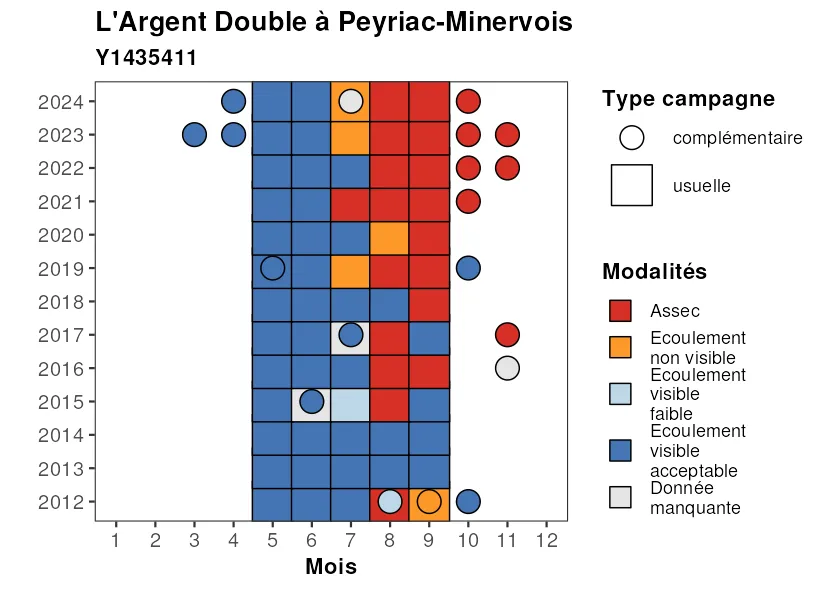 L'Argent Double à Peyriac-Minervois
Y1435411
2024
2023
2022
2021
2020
2019
2018
2017
2016
2015
2014
2013
2012
1 2 3 4 5 6 7 8 9 10 11 12
Mois
Type campagne
complémentaire
usuelle
Modalités
Assec
Ecoulement
non visible
Ecoulement
visible
faible
Ecoulement
visible
acceptable
Donnée
manquante